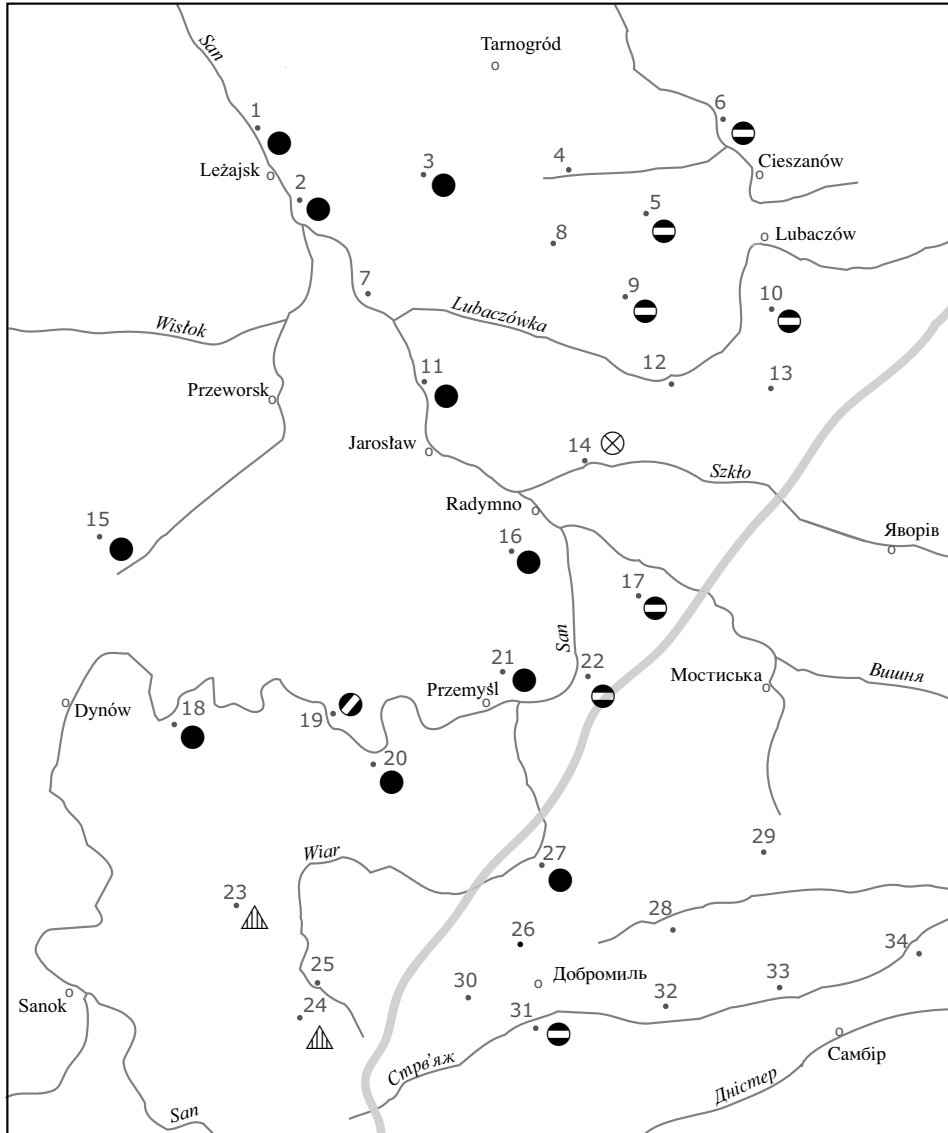 San
Tarnogród
1
6
Cieszanów
3
4
Leżajsk
2
5
8
Lubaczów
7
9
10
Lubaczówka
Wisłok
11
12
13
Przeworsk
Jarosław
14
Szkło
Radymno
15
16
Яворів
17
San
21
22
Przemyśl
Мостиська
Вишня
Dynów
18
19
20
Wiar
27
29
23
28
26
34
25
Добромиль
33
Sanok
24
30
32
31
Самбір
Стрв’яж
Дністер
San